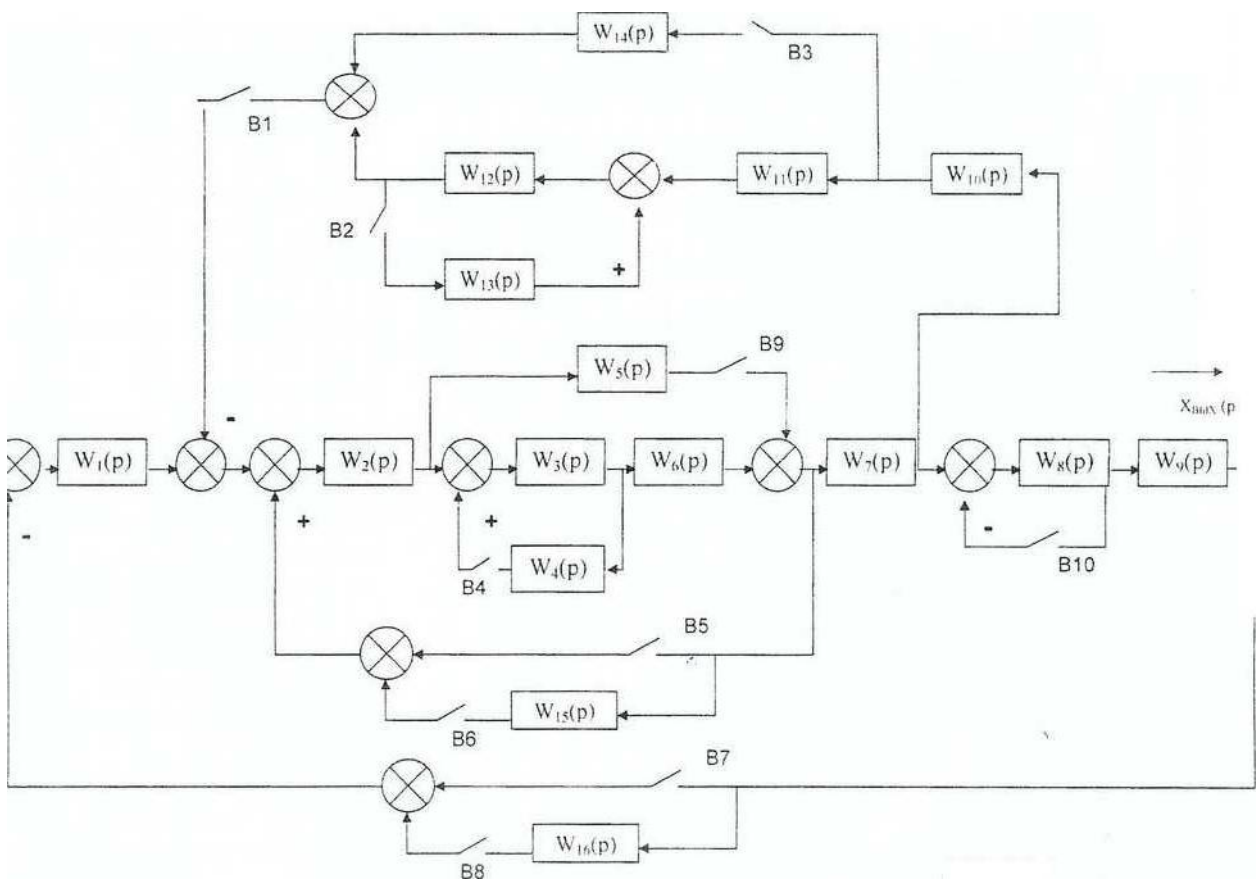 W₁₄(p)
B3
B1
W₁₂(p)
W₁₁(p)
W₁₀(p)
B2
W₁₃(p)
+
W₅(p)
B9
Xвых(p
-
W₁(p)
W₂(p)
W₃(p)
W₆(p)
W₇(p)
W₈(p)
W₉(p)
-
+
+
-
B4
W₄(p)
B10
B5
B6
W₁₅(p)
B7
B8
W₁₆(p)